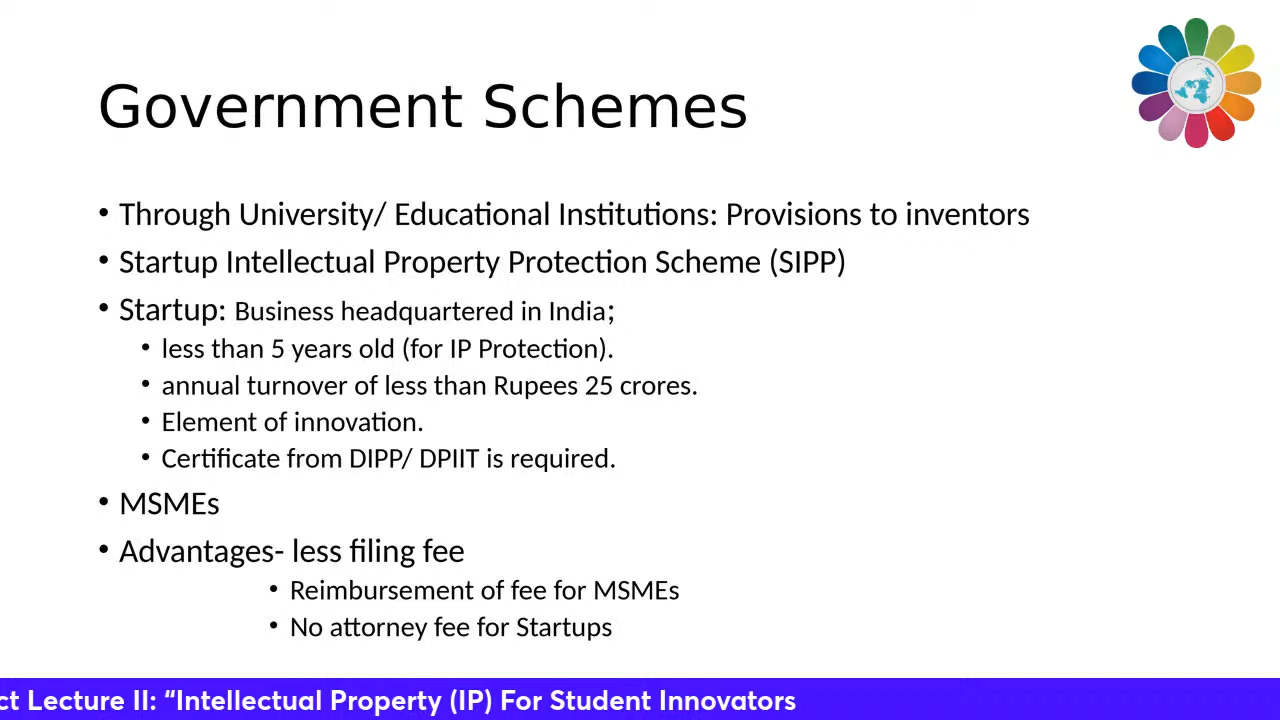 Government Schemes
• Through University/ Educational Institutions: Provisions to inventors
• Startup Intellectual Property Protection Scheme (SIPP)
• Startup: Business headquartered in India;
• less than 5 years old (for IP Protection).
• annual turnover of less than Rupees 25 crores.
• Element of innovation.
• Certificate from DIPP/ DPIIT is required.
• MSMEs
• Advantages- less filing fee
• Reimbursement of fee for MSMEs
• No attorney fee for Startups
ct Lecture II: “Intellectual Property (IP) For Student Innovators